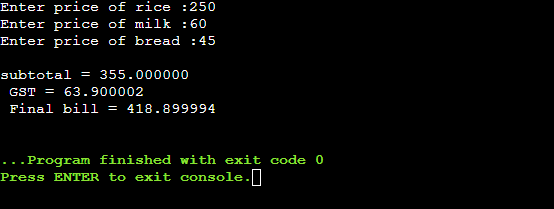 Enter price of rice :250
Enter price of milk :60
Enter price of bread :45
subtotal = 355.000000
GST = 63.900002
Final bill = 418.899994
...Program finished with exit code 0
Press ENTER to exit console.